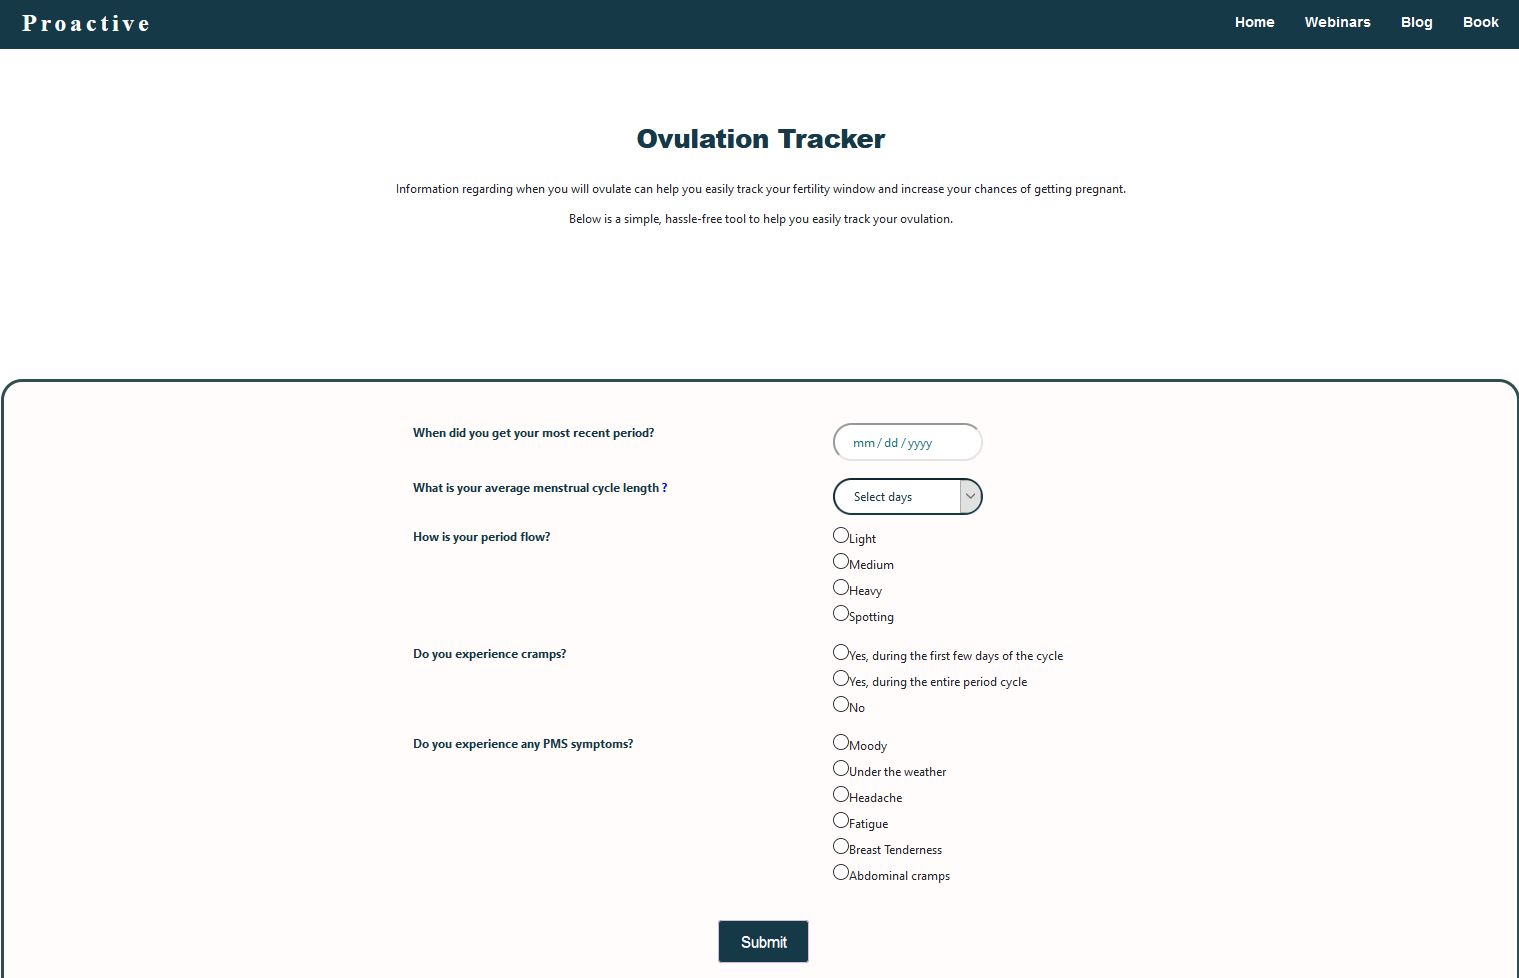 Proactive
Home Webinars Blog Book
Ovulation Tracker
Information regarding when you will ovulate can help you easily track your fertility window and increase your chances of getting pregnant.
Below is a simple, hassle-free tool to help you easily track your ovulation.
When did you get your most recent period?
mm / dd / yyyy
What is your average menstrual cycle length ?
Select days
How is your period flow?
Light
Medium
Heavy
Spotting
Do you experience cramps?
Yes, during the first few days of the cycle
Yes, during the entire period cycle
No
Do you experience any PMS symptoms?
Moody
Under the weather
Headache
Fatigue
Breast Tenderness
Abdominal cramps
Submit